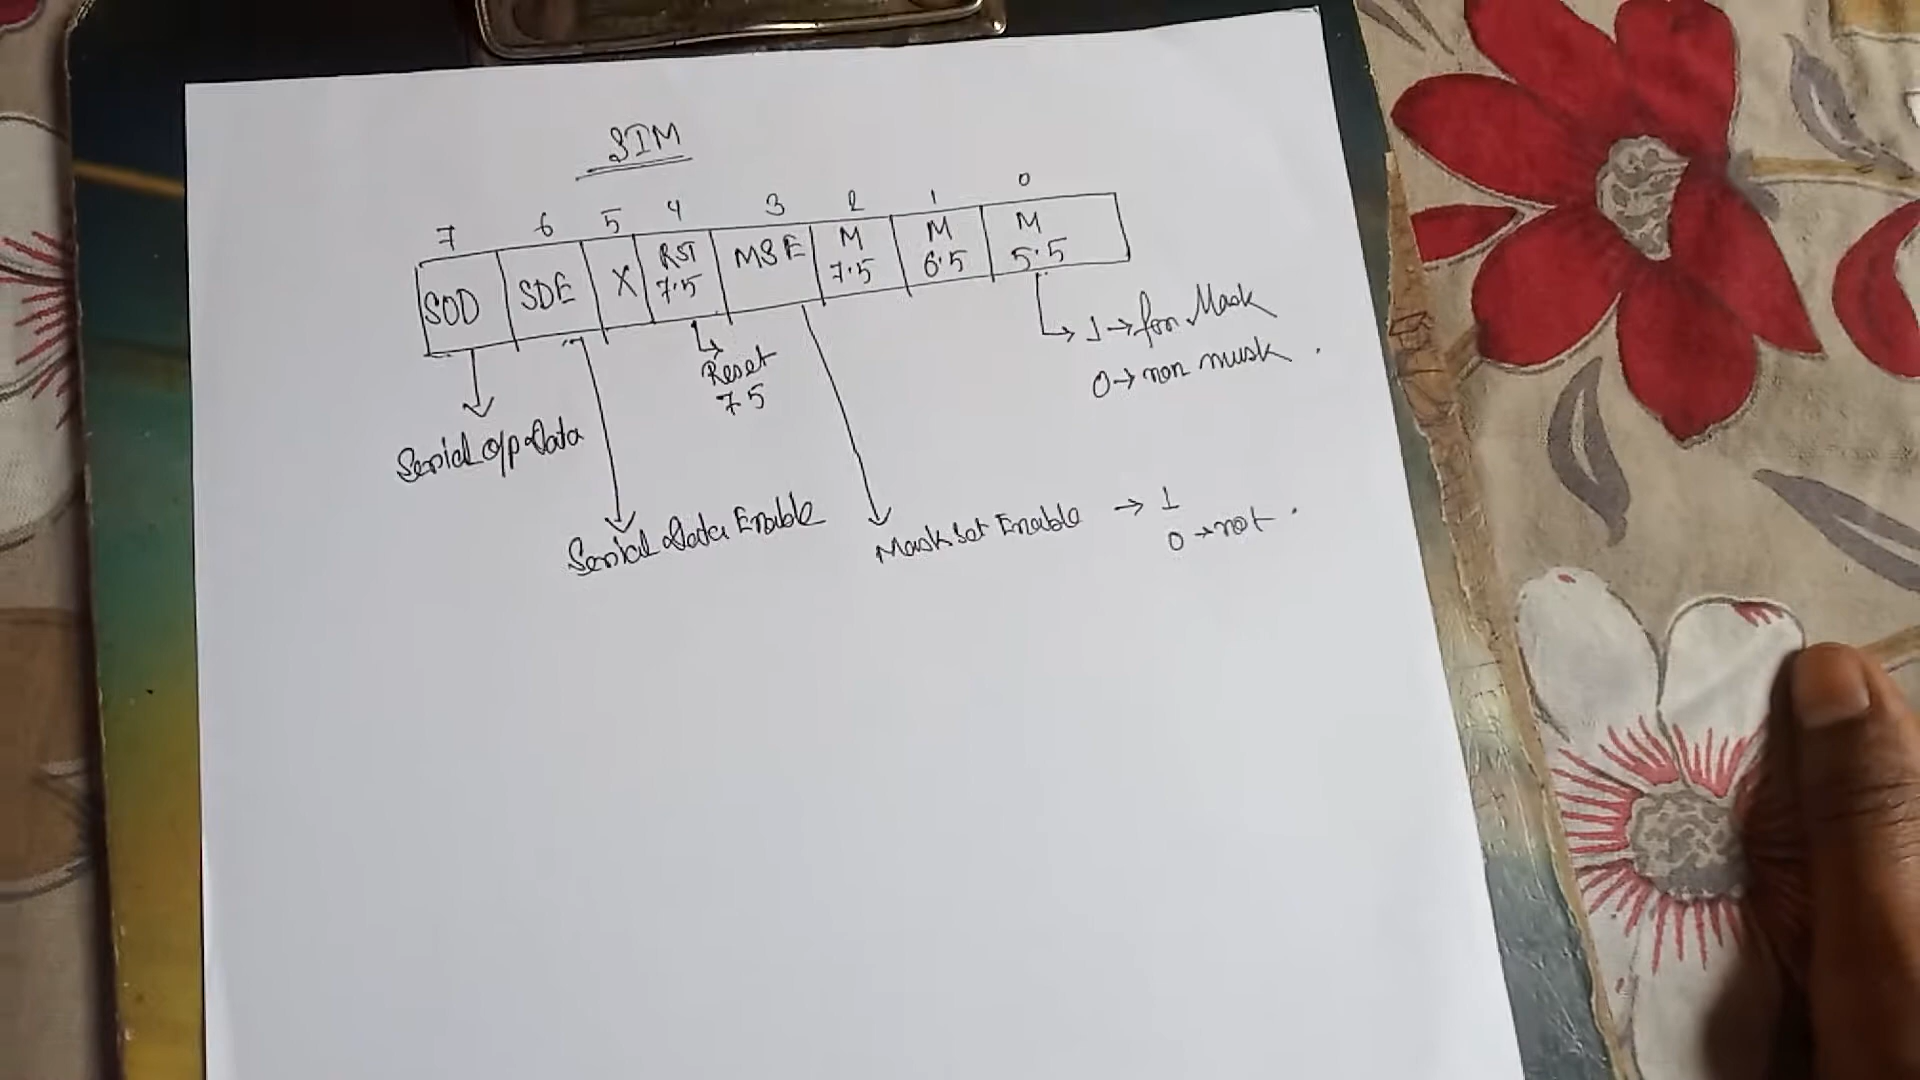 SIM
7 6 5 4 3 2 1 0
SOD SDE X RST 7.5 MSE M 7.5 M 6.5 M 5.5
↳ 1 → for Mask
0 → non musk .
↳ Reset
7.5
Serial o/p Data
Serial Data Enable
Mask Set Enable → 1
0 → not .